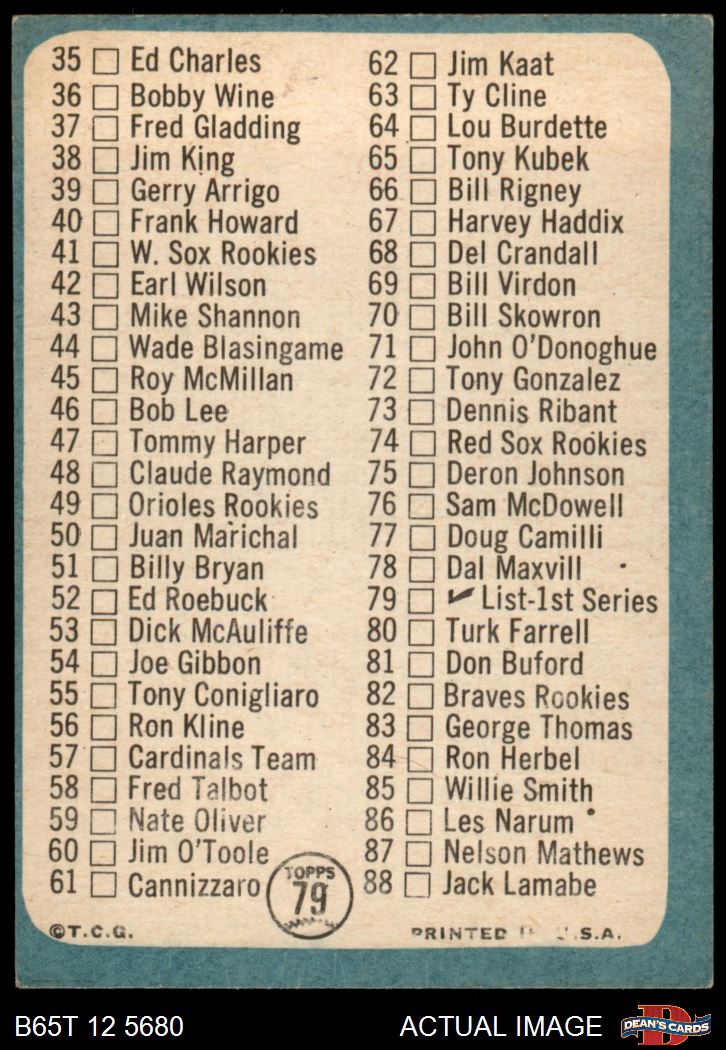 35 Ed Charles
36 Bobby Wine
37 Fred Gladding
38 Jim King
39 Gerry Arrigo
40 Frank Howard
41 W. Sox Rookies
42 Earl Wilson
43 Mike Shannon
44 Wade Blasingame
45 Roy McMillan
46 Bob Lee
47 Tommy Harper
48 Claude Raymond
49 Orioles Rookies
50 Juan Marichal
51 Billy Bryan
52 Ed Roebuck
53 Dick McAuliffe
54 Joe Gibbon
55 Tony Conigliaro
56 Ron Kline
57 Cardinals Team
58 Fred Talbot
59 Nate Oliver
60 Jim O'Toole
61 Cannizzaro
62 Jim Kaat
63 Ty Cline
64 Lou Burdette
65 Tony Kubek
66 Bill Rigney
67 Harvey Haddix
68 Del Crandall
69 Bill Virdon
70 Bill Skowron
71 John O'Donoghue
72 Tony Gonzalez
73 Dennis Ribant
74 Red Sox Rookies
75 Deron Johnson
76 Sam McDowell
77 Doug Camilli
78 Dal Maxvill
79 ✔ List-1st Series
80 Turk Farrell
81 Don Buford
82 Braves Rookies
83 George Thomas
84 Ron Herbel
85 Willie Smith
86 Les Narum
87 Nelson Mathews
88 Jack Lamabe
TOPPS
79
©T.C.G.
PRINTED IN U.S.A.
B65T 12 5680
ACTUAL IMAGE
DEAN'S CARDS